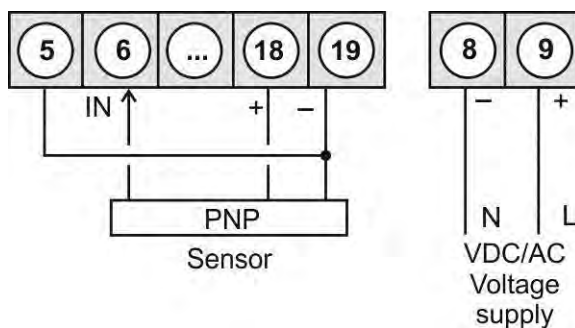 5 6 ... 18 19 8 9
IN + – – +
PNP
Sensor
N L
VDC/AC
Voltage
supply